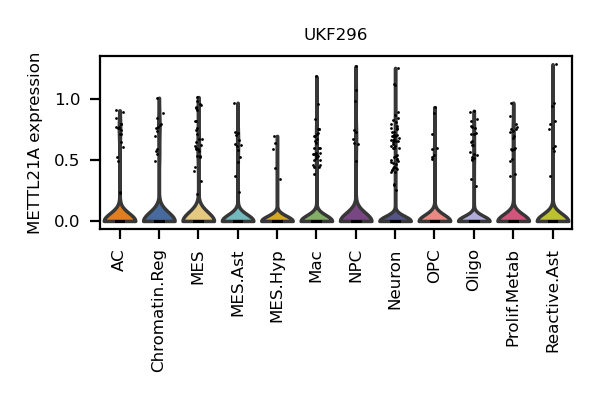 UKF296
METTL21A expression
1.0
0.5
0.0
AC
Chromatin.Reg
MES
MES.Ast
MES.Hyp
Mac
NPC
Neuron
OPC
Oligo
Prolif.Metab
Reactive.Ast